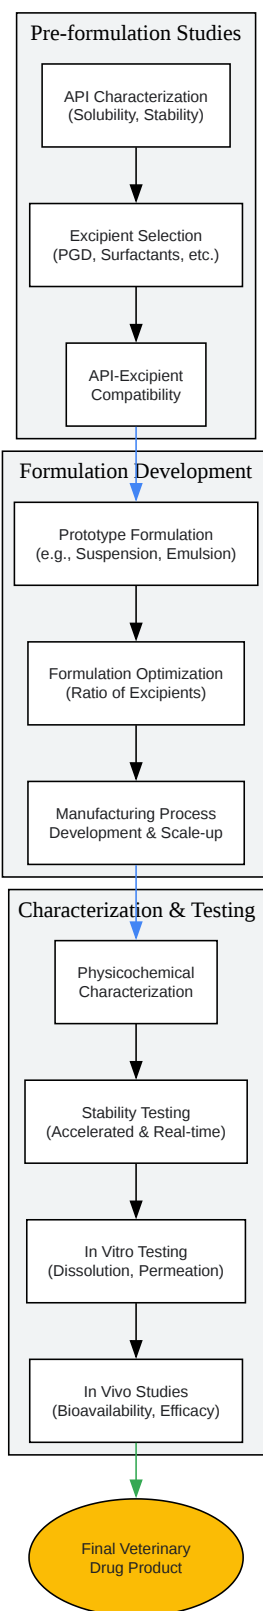 Pre-formulation Studies
API Characterization
(Solubility, Stability)
Excipient Selection
(PGD, Surfactants, etc.)
API-Excipient
Compatibility
Formulation Development
Prototype Formulation
(e.g., Suspension, Emulsion)
Formulation Optimization
(Ratio of Excipients)
Manufacturing Process
Development & Scale-up
Characterization & Testing
Physicochemical
Characterization
Stability Testing
(Accelerated & Real-time)
In Vitro Testing
(Dissolution, Permeation)
In Vivo Studies
(Bioavailability, Efficacy)
Final Veterinary
Drug Product